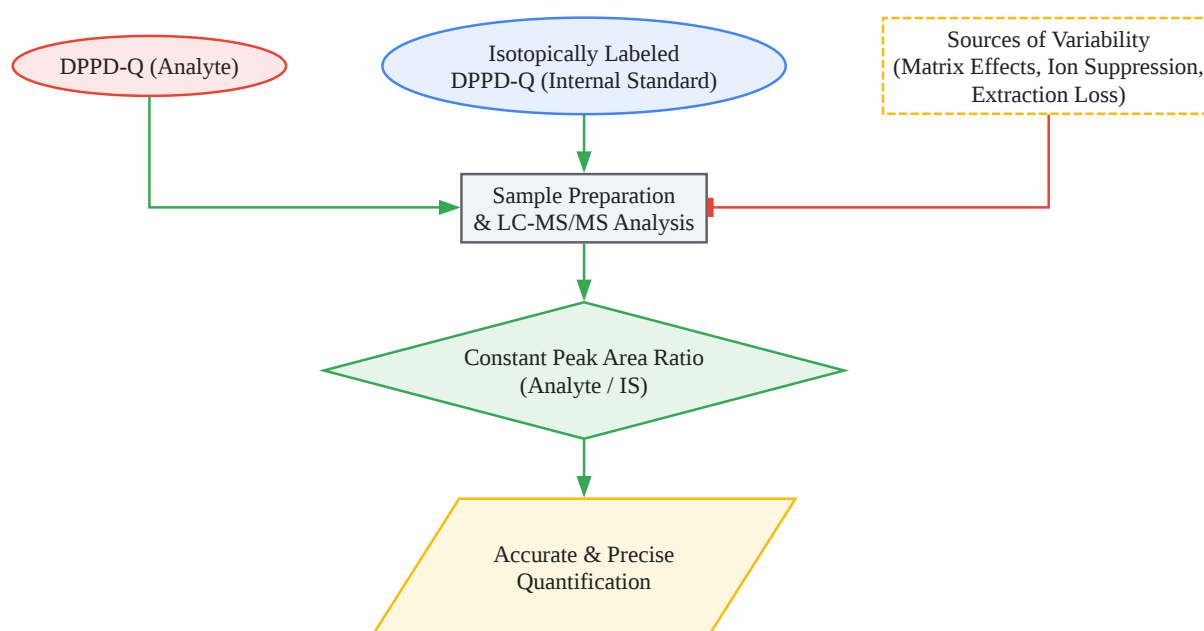 DPPD-Q (Analyte)
Isotopically Labeled
DPPD-Q (Internal Standard)
Sources of Variability
(Matrix Effects, Ion Suppression,
Extraction Loss)
Sample Preparation
& LC-MS/MS Analysis
Constant Peak Area Ratio
(Analyte / IS)
Accurate & Precise
Quantification